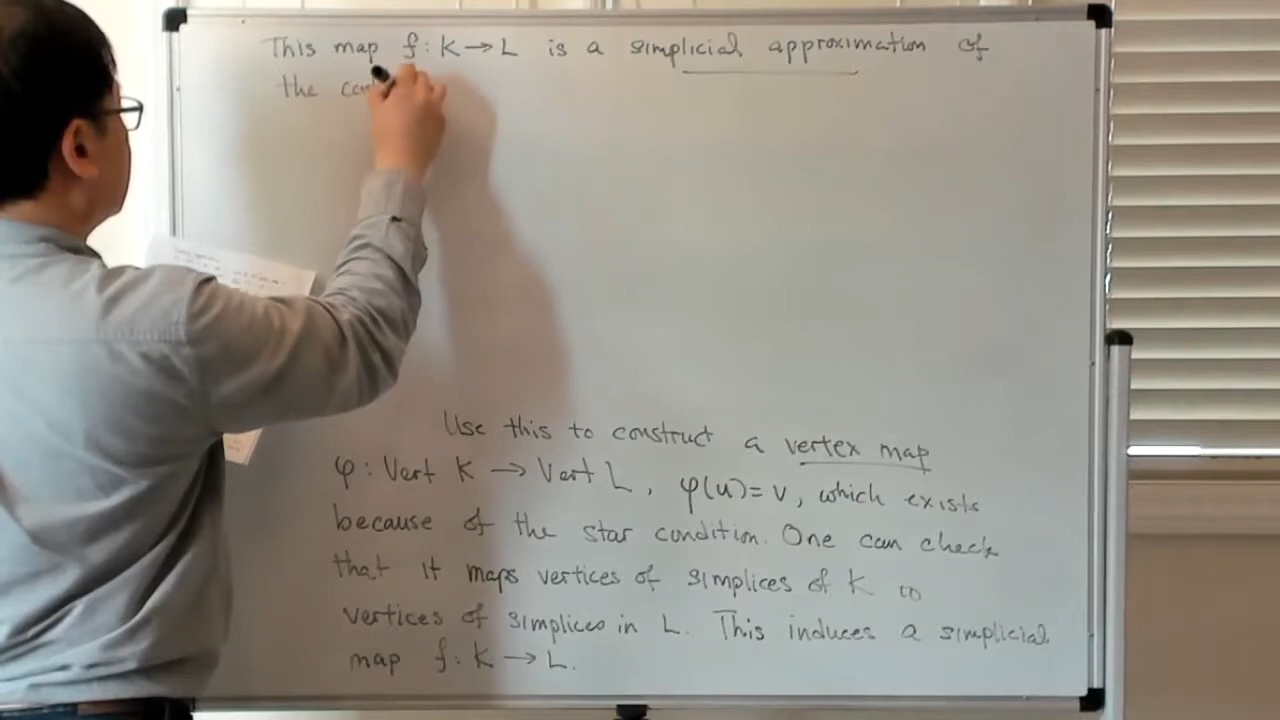 This map f : K → L is a simplicial approximation of
the
Use this to construct a vertex map
φ : Vert K → Vert L, φ(u) = v, which exists
because of the star condition. One can check
that it maps vertices of simplices of K to
vertices of simplices in L. This induces a simplicial
map f : K → L.